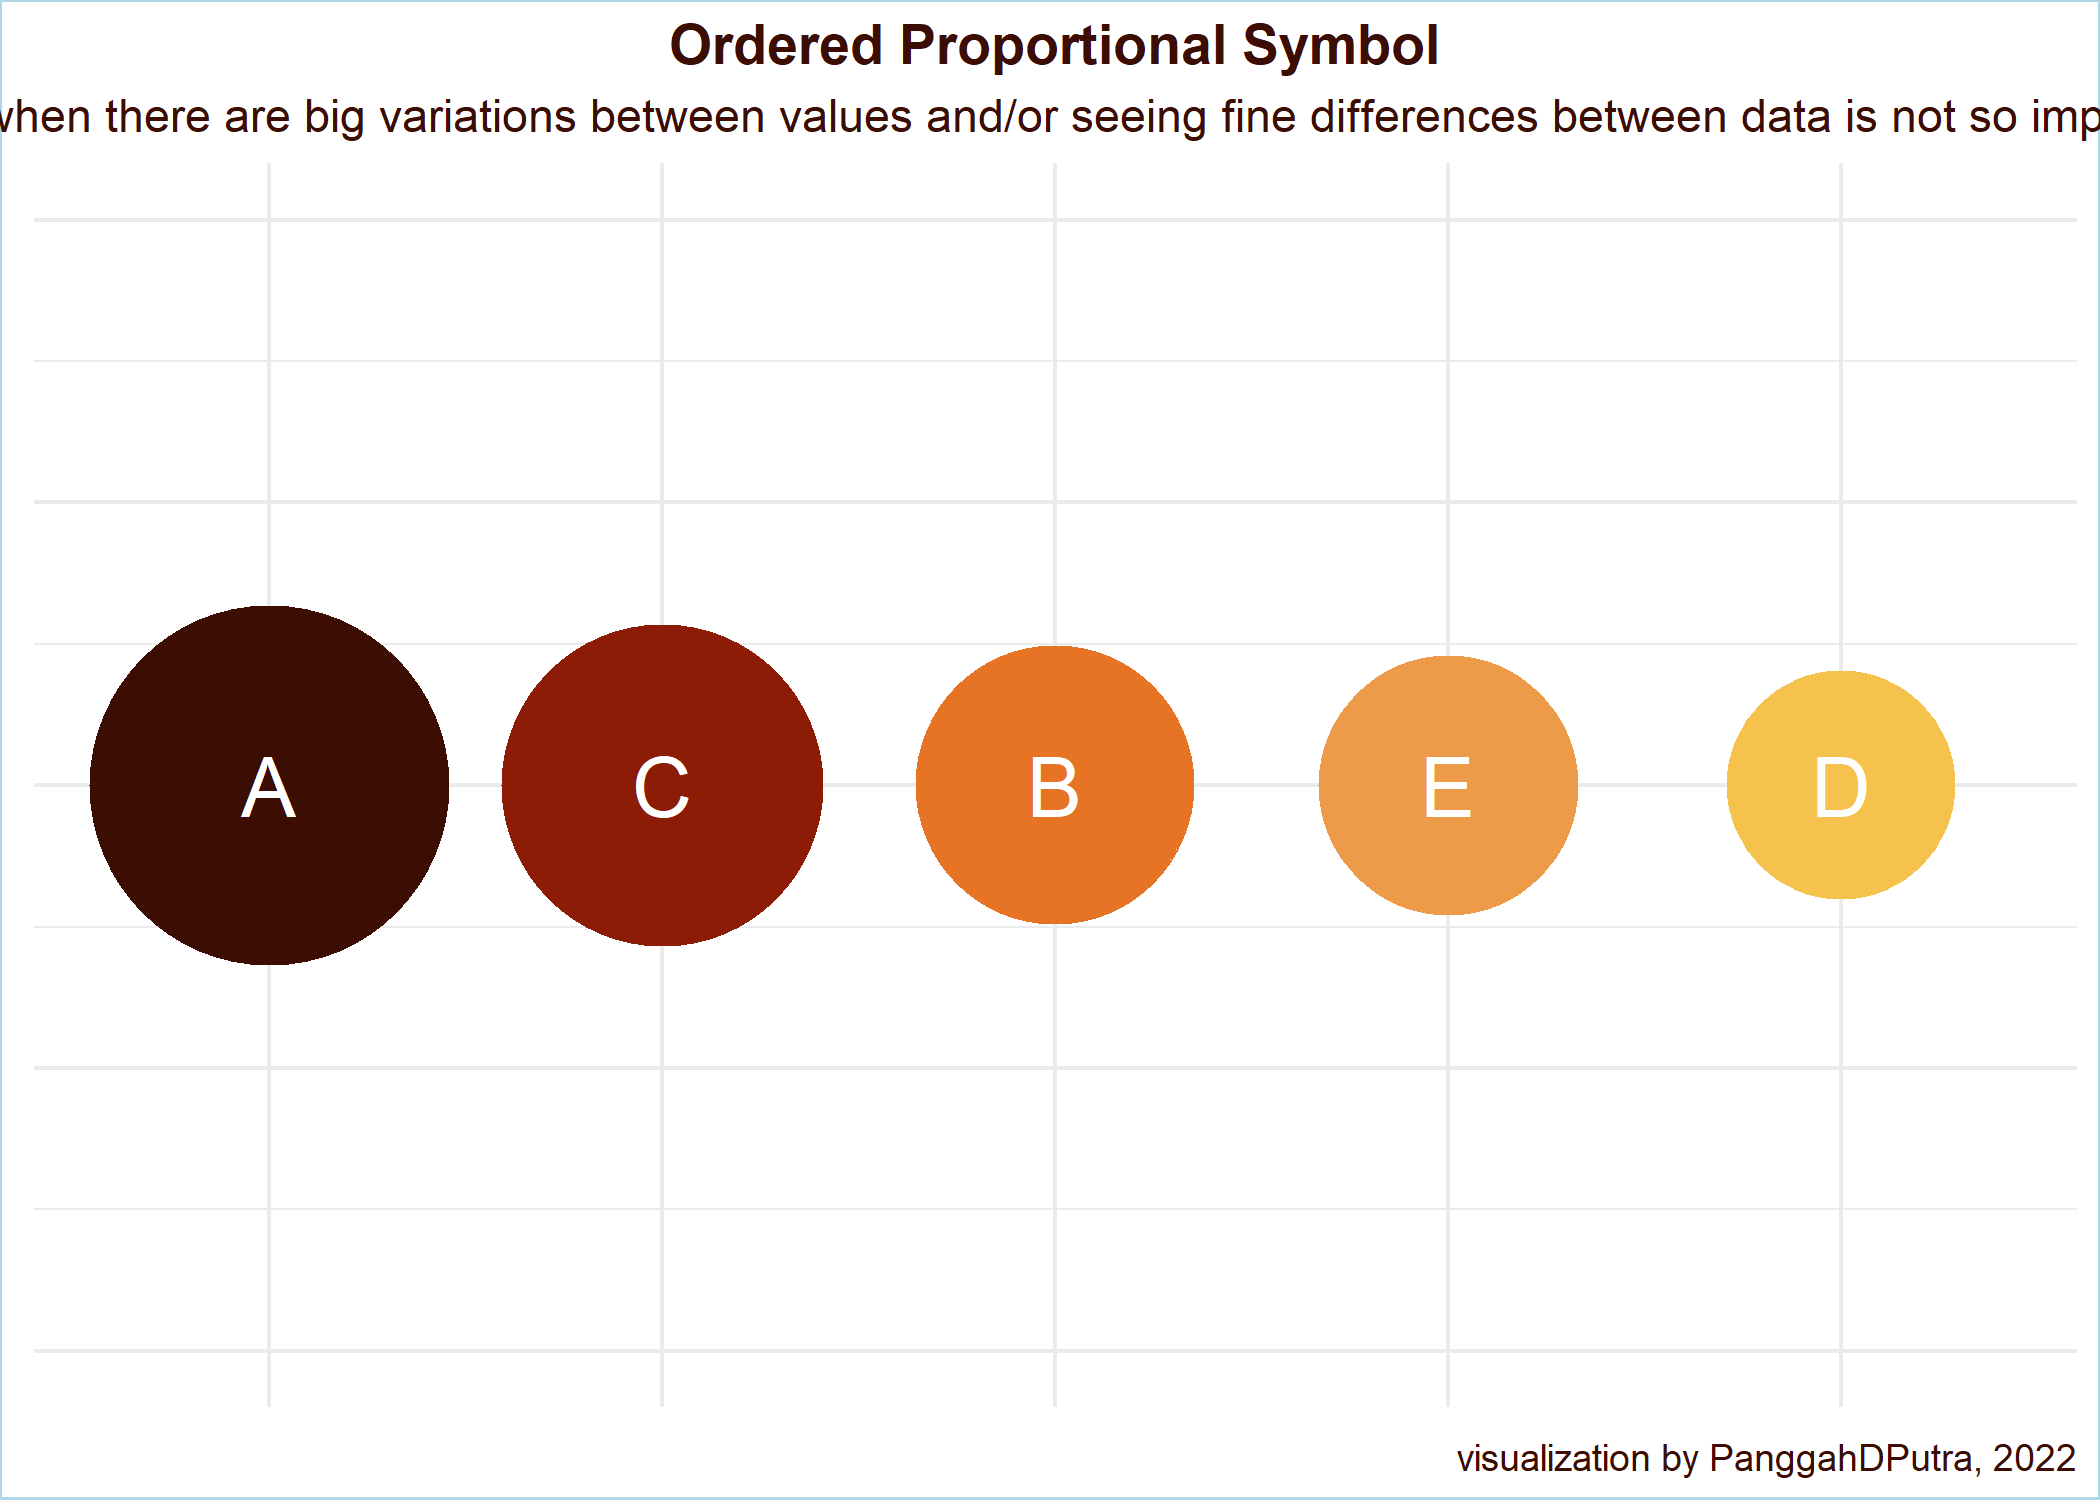 Ordered Proportional Symbol
when there are big variations between values and/or seeing fine differences between data is not so imp
A
C
B
E
D
visualization by PanggahDPutra, 2022